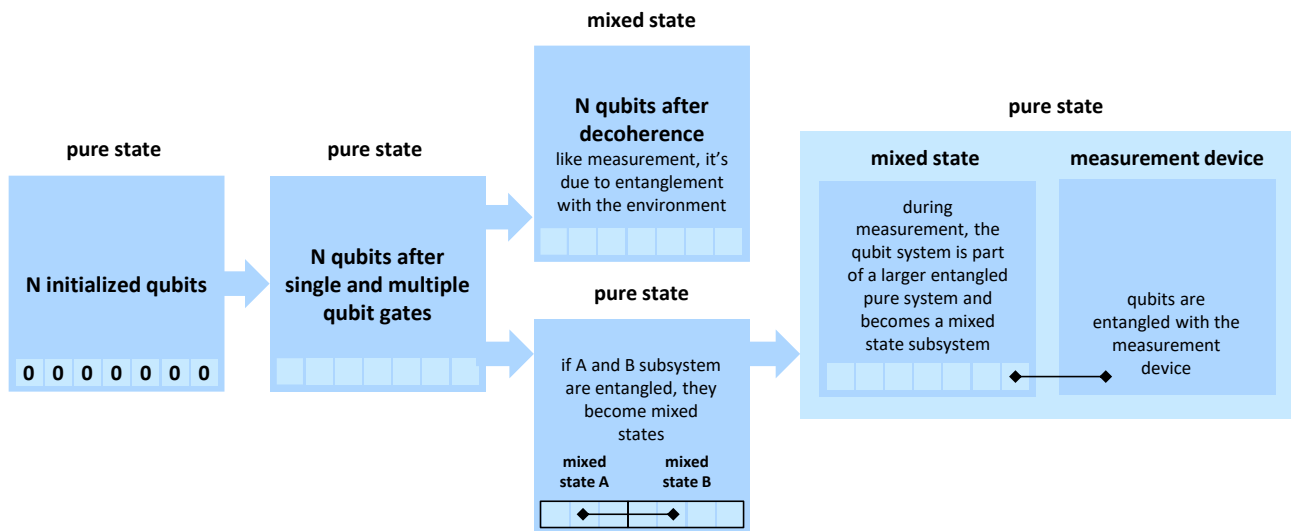 pure state
N initialized qubits
0 0 0 0 0 0 0
pure state
N qubits after
single and multiple
qubit gates
mixed state
N qubits after
decoherence
like measurement, it's
due to entanglement
with the environment
pure state
if A and B subsystem
are entangled, they
become mixed
states
mixed
state A
mixed
state B
pure state
mixed state
during
measurement, the
qubit system is part
of a larger entangled
pure system and
becomes a mixed
state subsystem
measurement device
qubits are
entangled with the
measurement
device